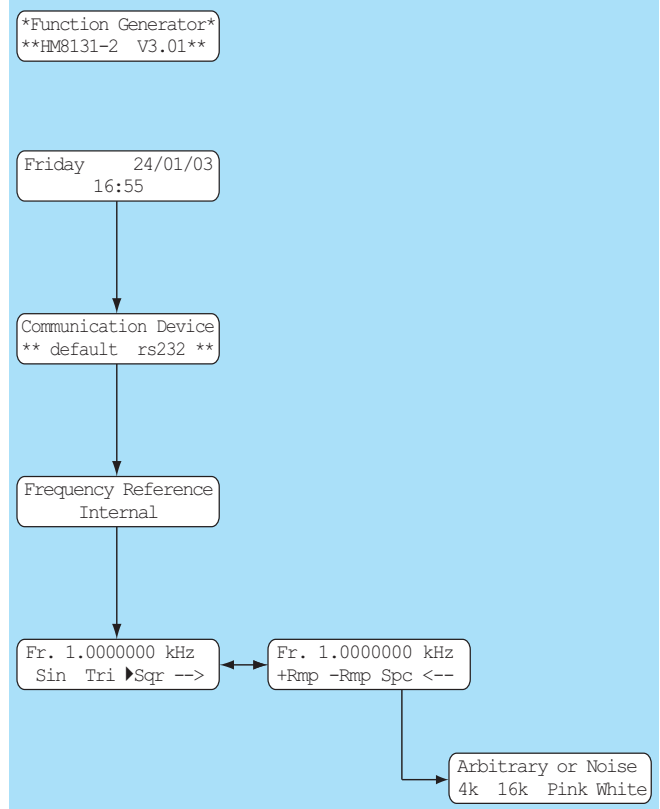 *Function Generator*
**HM8131-2 V3.01**
Friday 24/01/03
16:55
Communication Device
** default rs232 **
Frequency Reference
Internal
Fr. 1.0000000 kHz
Sin Tri ▶Sqr -->
Fr. 1.0000000 kHz
+Rmp -Rmp Spc <--
Arbitrary or Noise
4k 16k Pink White